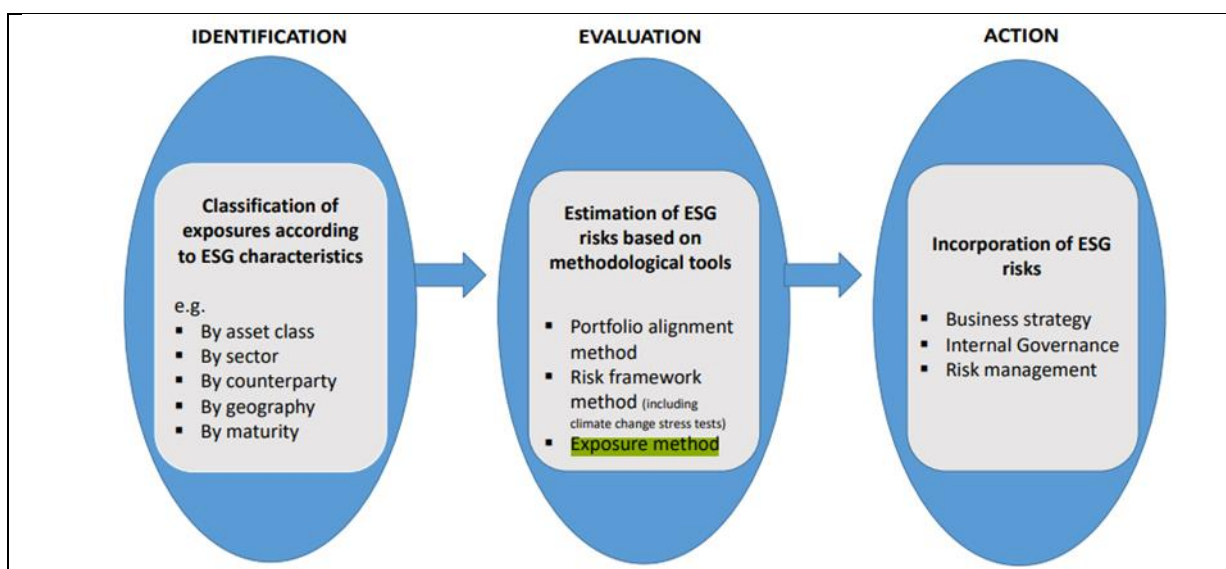 IDENTIFICATION
Classification of
exposures according
to ESG characteristics
e.g.
▪ By asset class
▪ By sector
▪ By counterparty
▪ By geography
▪ By maturity
EVALUATION
Estimation of ESG
risks based on
methodological tools
▪ Portfolio alignment
method
▪ Risk framework
method (including
climate change stress tests)
▪ Exposure method
ACTION
Incorporation of ESG
risks
▪ Business strategy
▪ Internal Governance
▪ Risk management